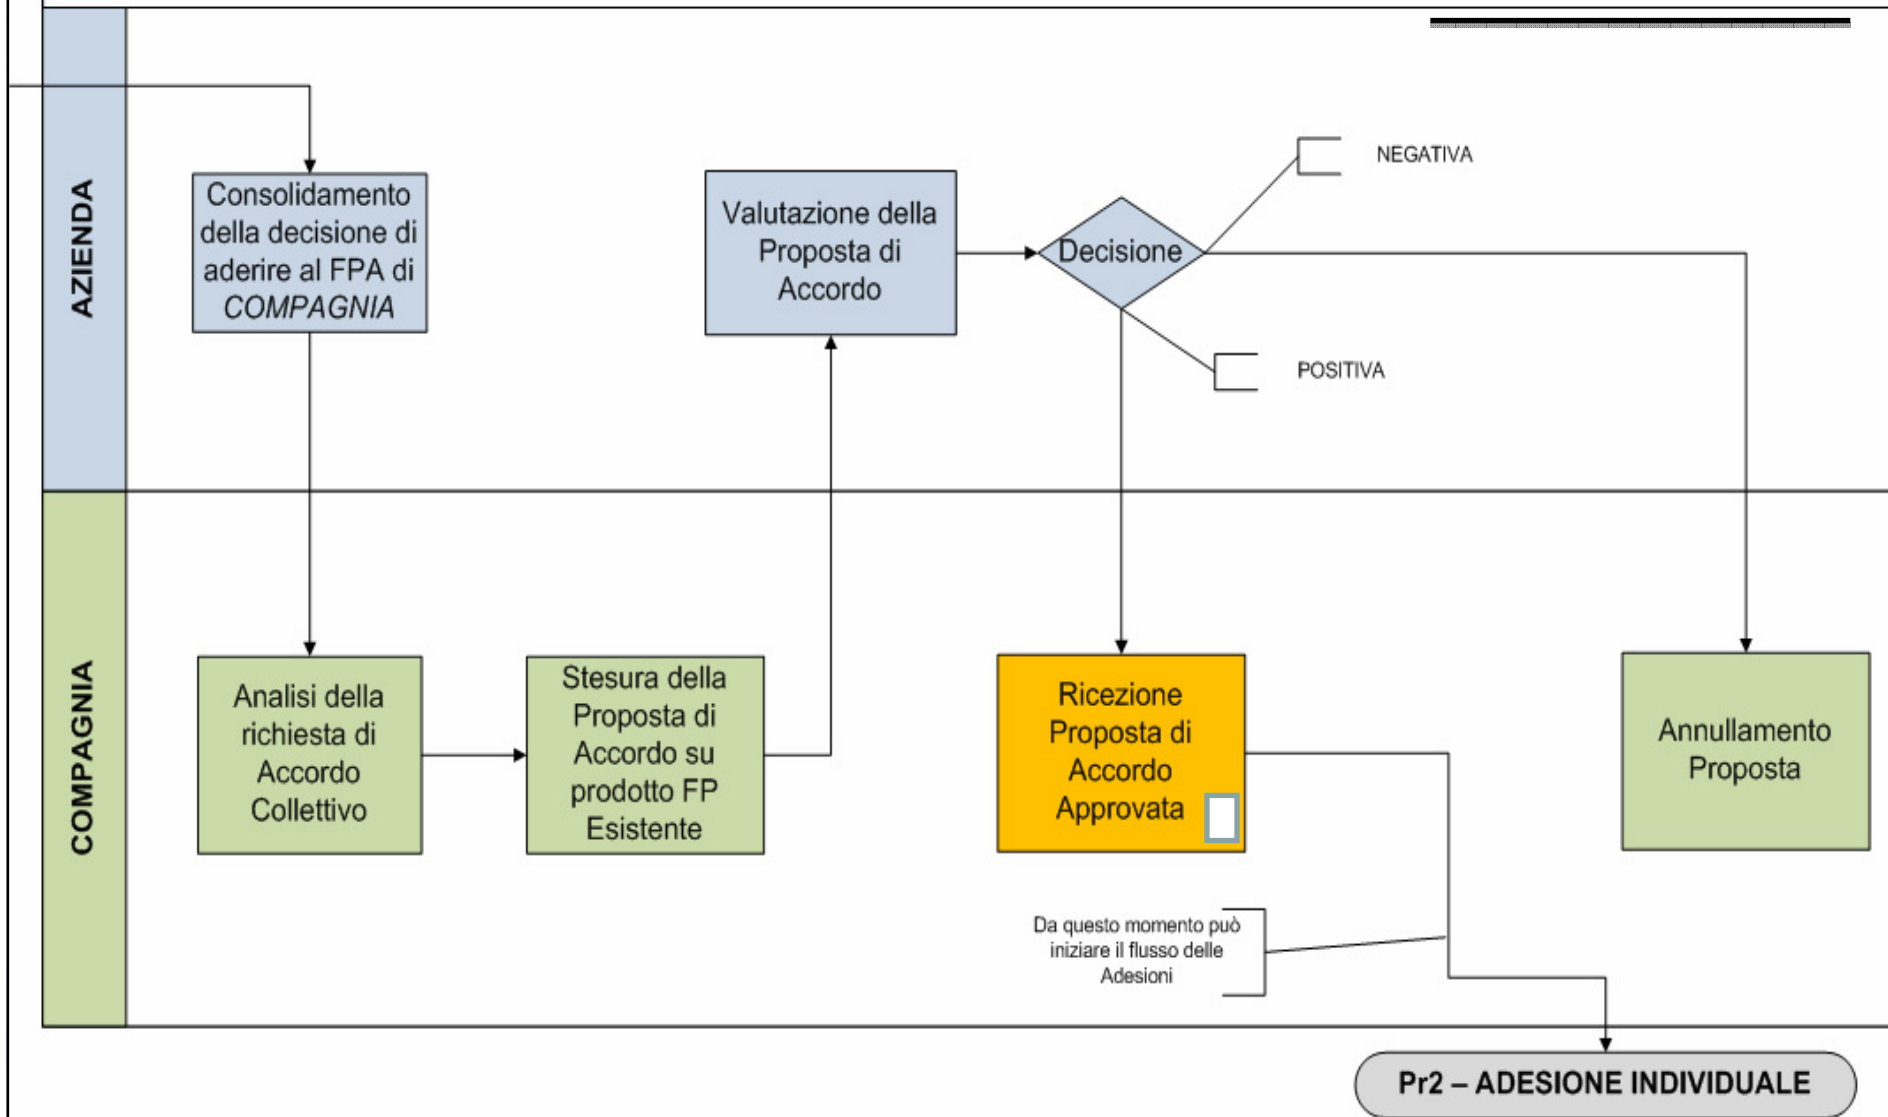 AZIENDA
Consolidamento
della decisione di
aderire al FPA di
COMPAGNIA
Valutazione della
Proposta di
Accordo
Decisione
NEGATIVA
POSITIVA
COMPAGNIA
Analisi della
richiesta di
Accordo
Collettivo
Stesura della
Proposta di
Accordo su
prodotto FP
Esistente
Ricezione
Proposta di
Accordo
Approvata
Annullamento
Proposta
Da questo momento può
iniziare il flusso delle
Adesioni
Pr2 – ADESIONE INDIVIDUALE